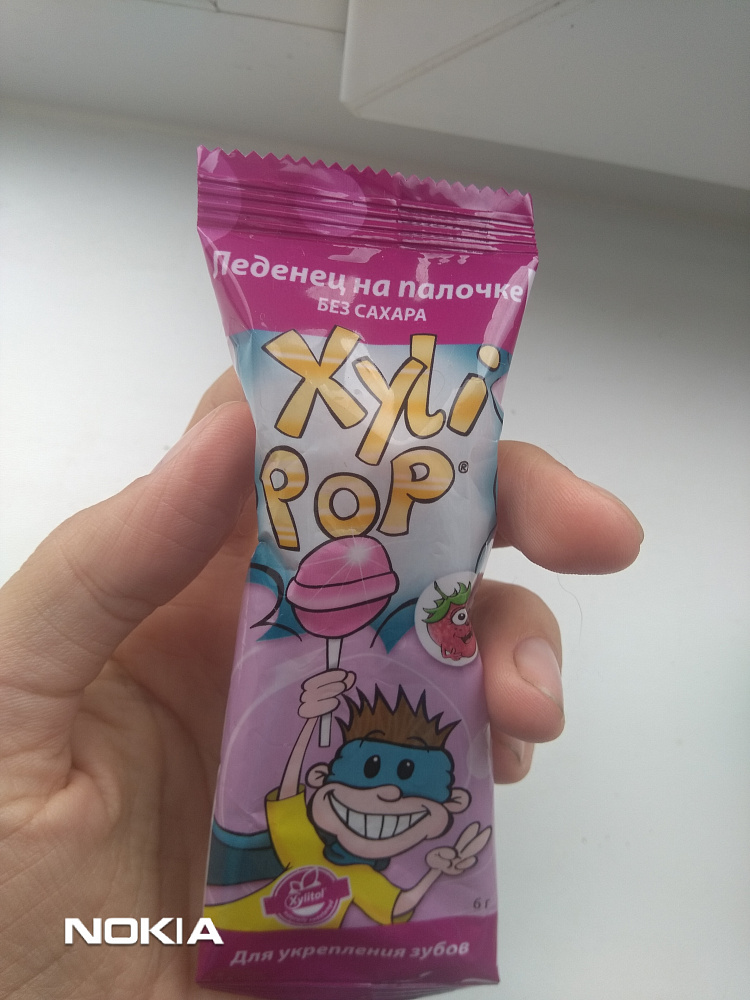 Леденец на палочке
БЕЗ САХАРА
Xyli
POP®
Xylitol
6 г
Для укрепления зубов
NOKIA